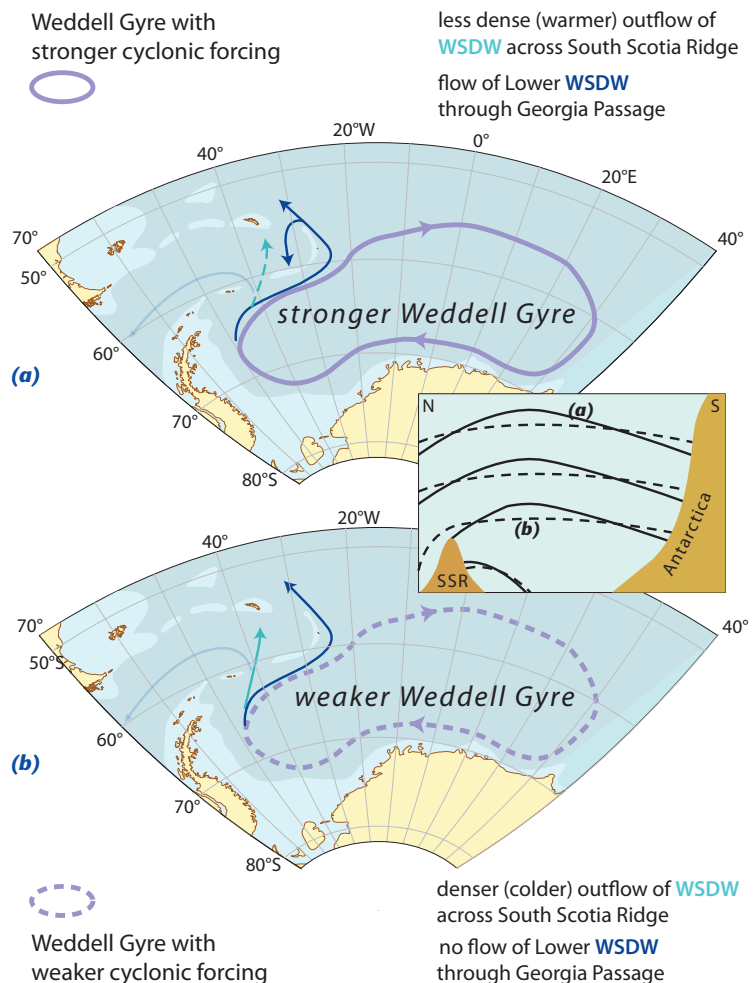 Weddell Gyre with
stronger cyclonic forcing
less dense (warmer) outflow of
WSDW across South Scotia Ridge
flow of Lower WSDW
through Georgia Passage
20°W
0°
40°
20°E
70°
50°
40°
60°
stronger Weddell Gyre
(a)
70°
80°S
N
S
(a)
(b)
SSR
Antarctica
20°W
40°
70°
50°S
40°
weaker Weddell Gyre
60°
(b)
70°
80°S
Weddell Gyre with
weaker cyclonic forcing
denser (colder) outflow of WSDW
across South Scotia Ridge
no flow of Lower WSDW
through Georgia Passage